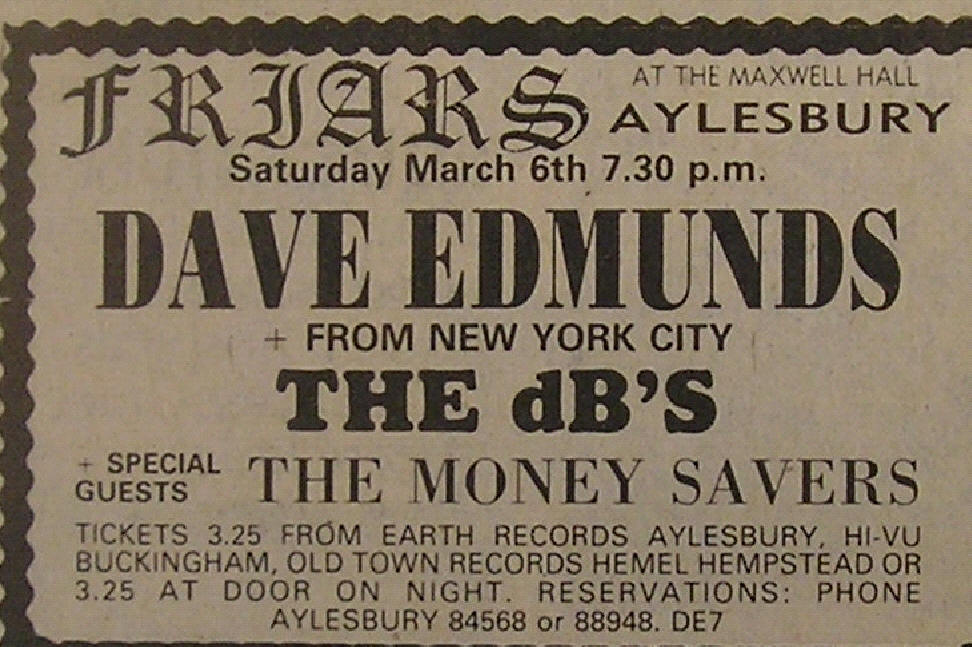 FRIARS AT THE MAXWELL HALL
AYLESBURY
Saturday March 6th 7.30 p.m.
DAVE EDMUNDS
+ FROM NEW YORK CITY
THE dB'S
+ SPECIAL GUESTS THE MONEY SAVERS
TICKETS 3.25 FROM EARTH RECORDS AYLESBURY, HI-VU
BUCKINGHAM, OLD TOWN RECORDS HEMEL HEMPSTEAD OR
3.25 AT DOOR ON NIGHT. RESERVATIONS: PHONE
AYLESBURY 84568 or 88948. DE7